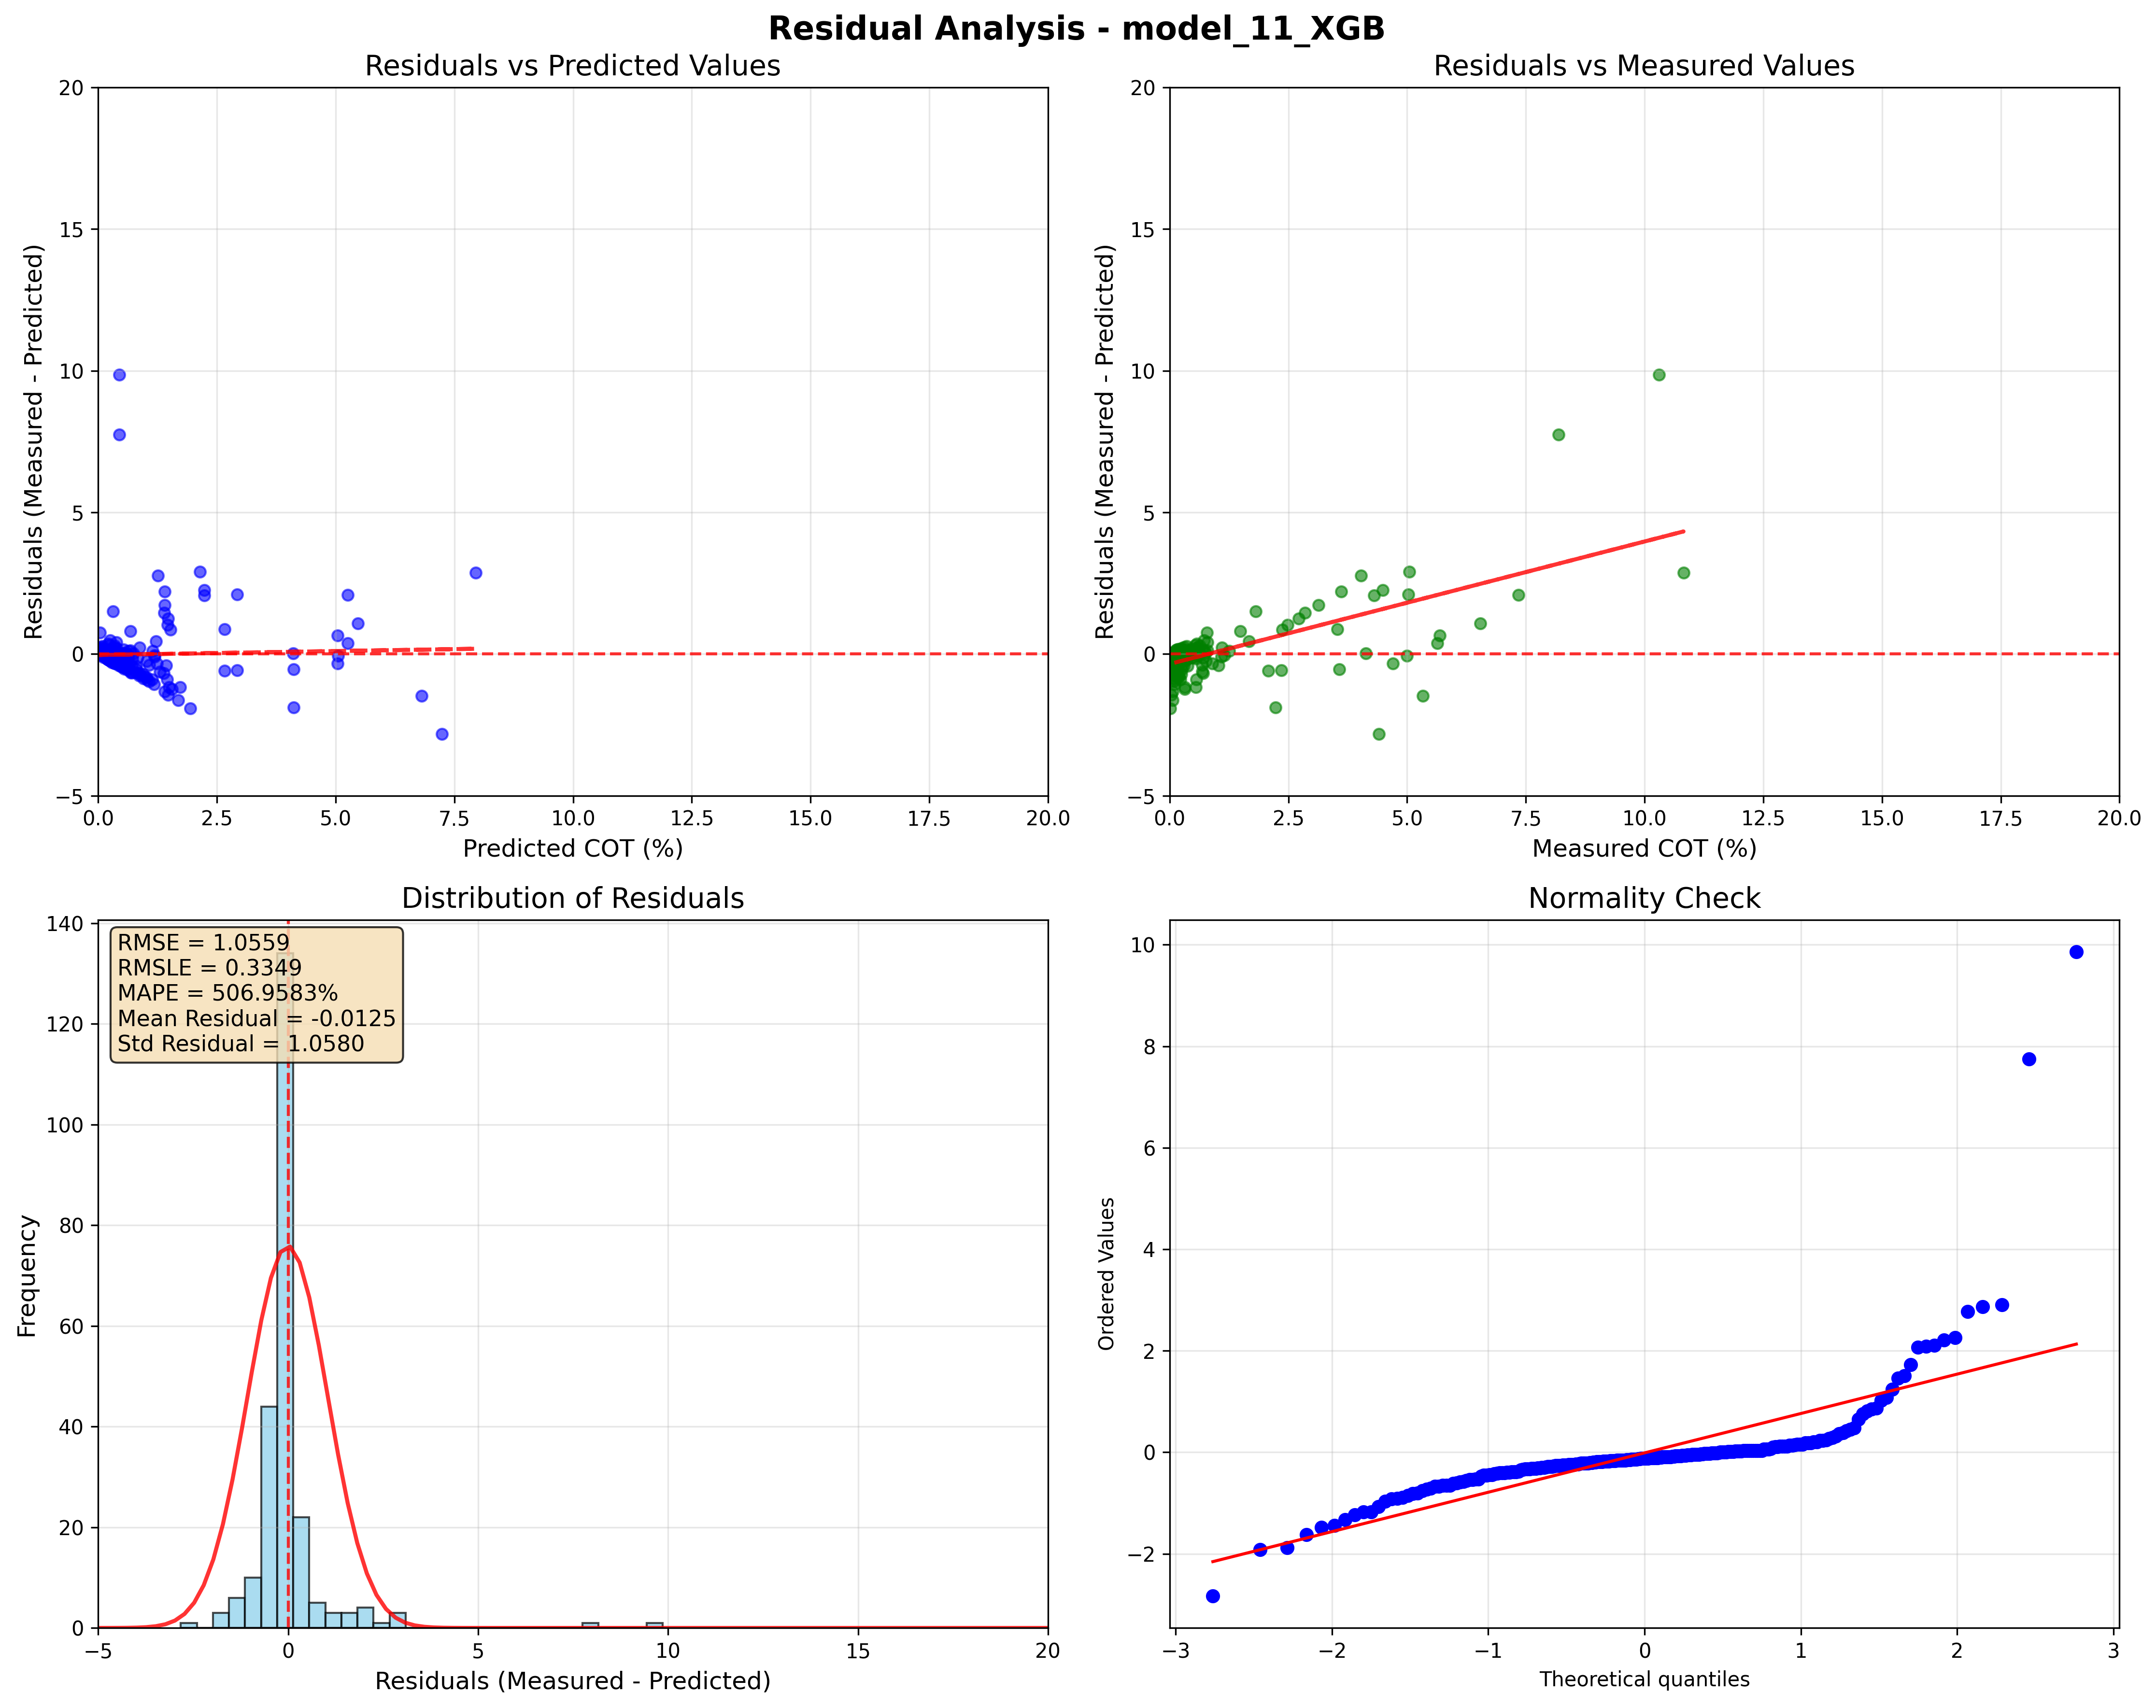 Residual Analysis - model_11_XGB
Residuals vs Predicted Values
20
15
10
5
0
−5
Residuals (Measured - Predicted)
0.0 2.5 5.0 7.5 10.0 12.5 15.0 17.5 20.0
Predicted COT (%)
Residuals vs Measured Values
20
15
10
5
0
−5
Residuals (Measured - Predicted)
0.0 2.5 5.0 7.5 10.0 12.5 15.0 17.5 20.0
Measured COT (%)
Distribution of Residuals
140
120
100
80
60
40
20
0
Frequency
RMSE = 1.0559
RMSLE = 0.3349
MAPE = 506.9583%
Mean Residual = -0.0125
Std Residual = 1.0580
−5 0 5 10 15 20
Residuals (Measured - Predicted)
Normality Check
10
8
6
4
2
0
−2
Ordered Values
−3 −2 −1 0 1 2 3
Theoretical quantiles